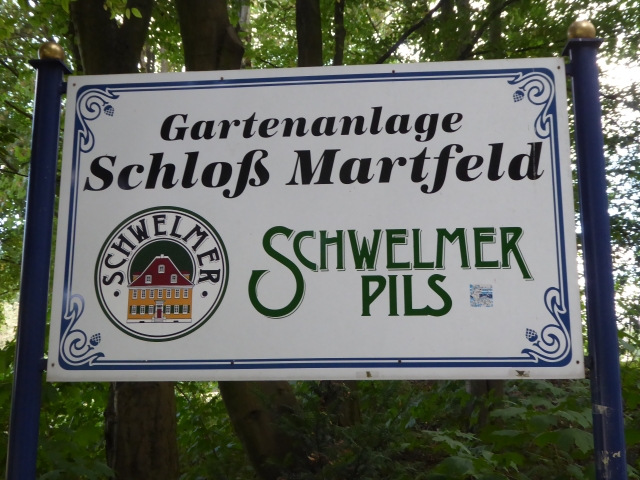 Gartenanlage
Schloß Martfeld
SCHWELMER
SCHWELMER
PILS